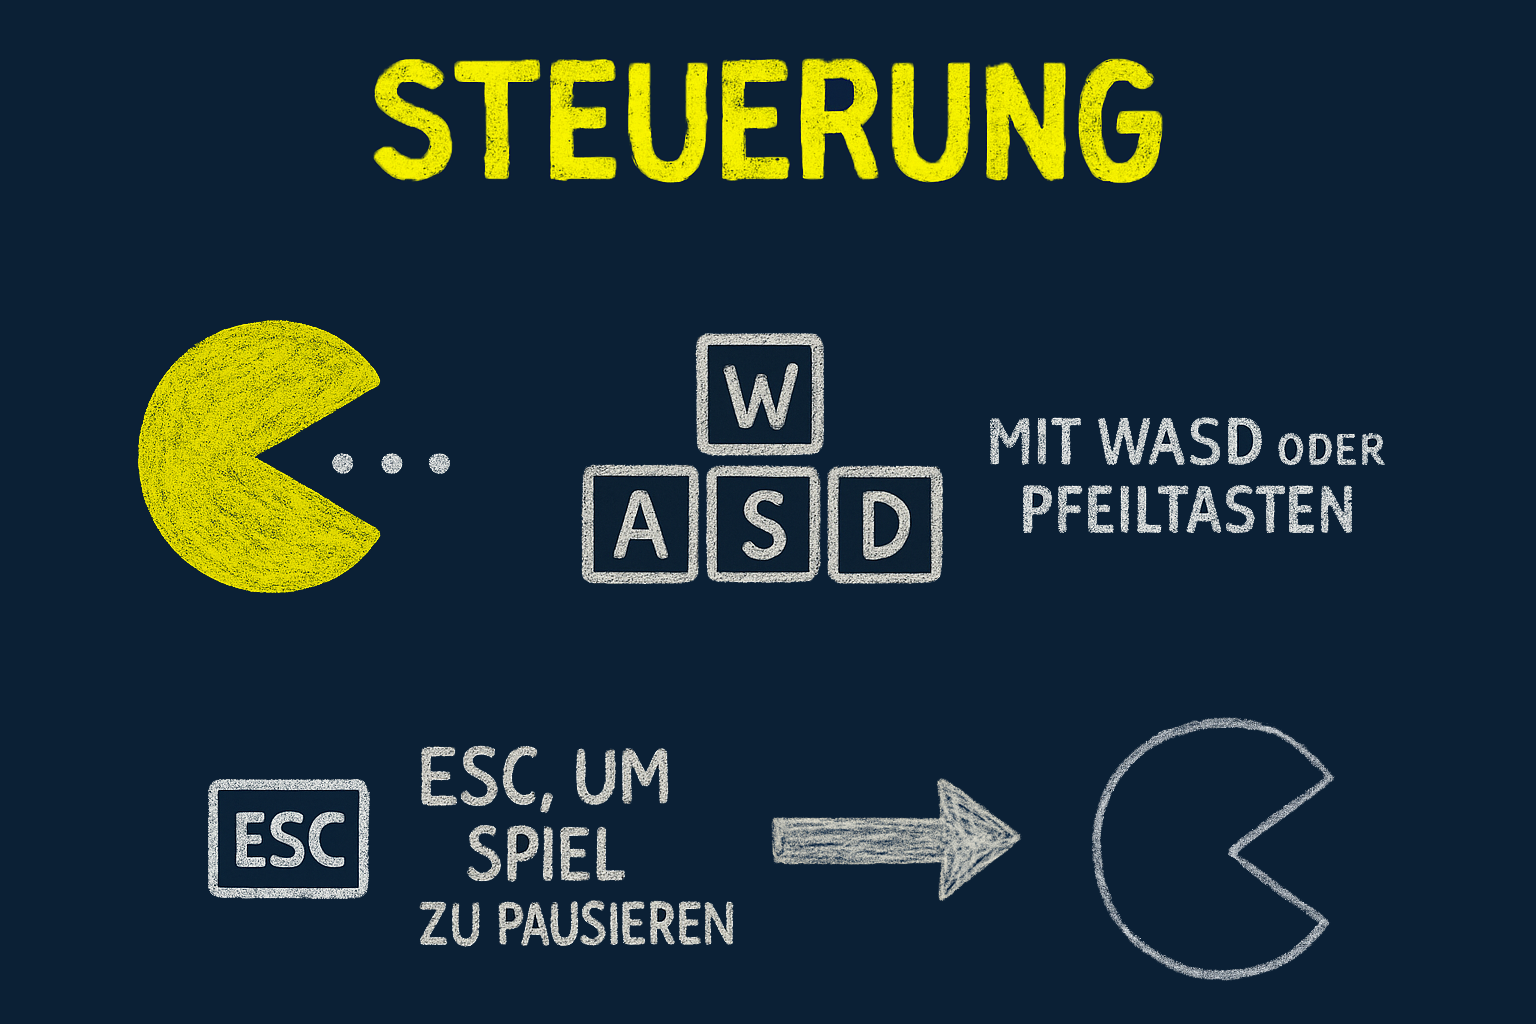 STEUERUNG
W
A S D
MIT WASD ODER
PFEILTASTEN
ESC
ESC, UM
SPIEL
ZU PAUSIEREN